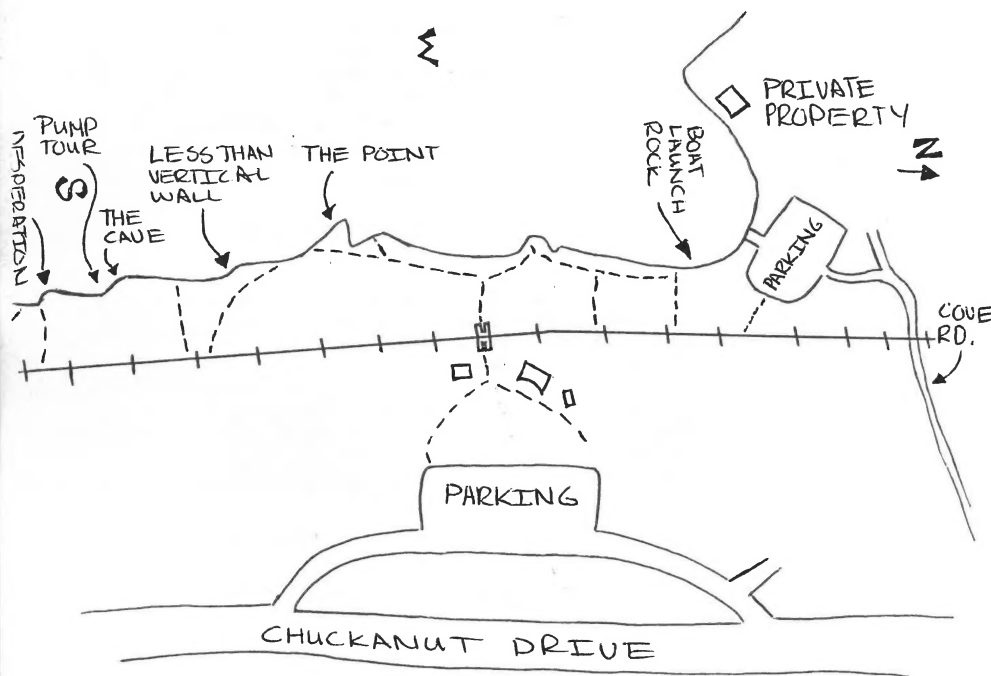 W
PRIVATE
PROPERTY
N
PUMP
TOUR
S
DESPERATION
LESS THAN
VERTICAL
WALL
THE POINT
BOAT
LAUNCH
ROCK
THE
CAVE
PARKING
COVE
RD.
PARKING
CHUCKANUT DRIVE